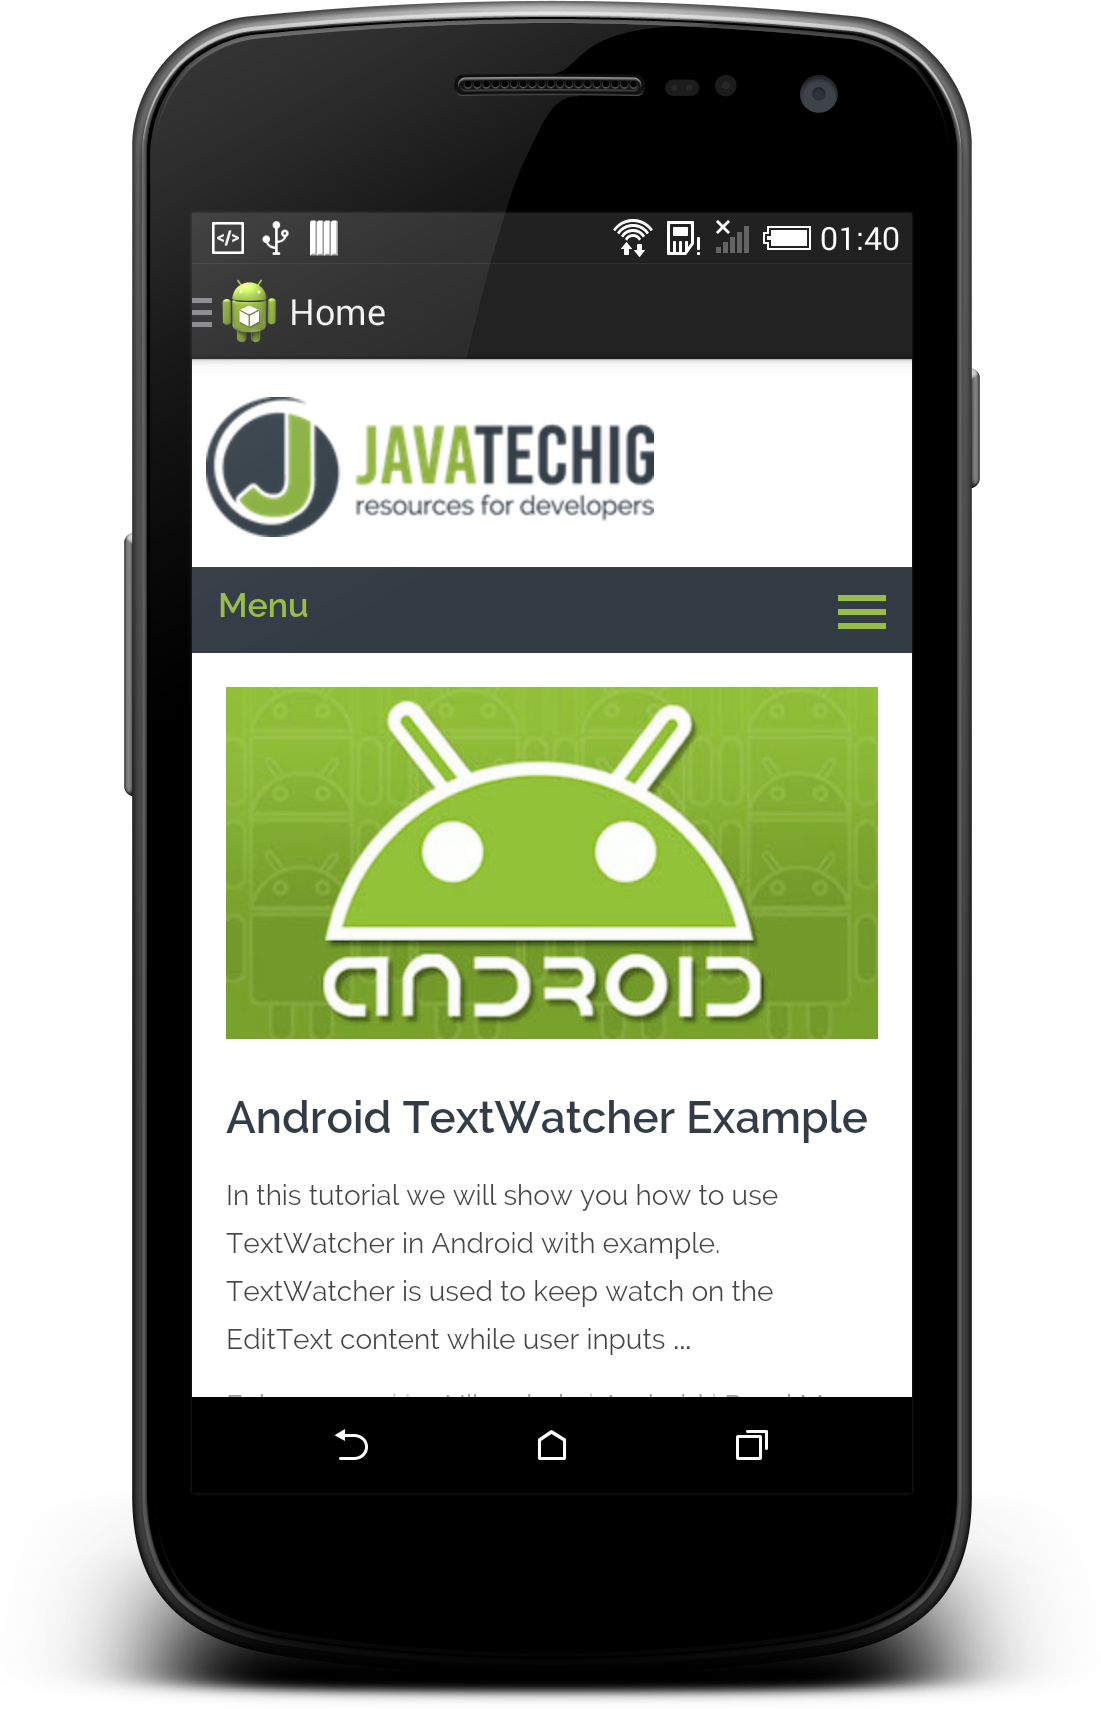 01:40
Home
JAVATECHIG
resources for developers
Menu
ANDROID
Android TextWatcher Example
In this tutorial we will show you how to use
TextWatcher in Android with example.
TextWatcher is used to keep watch on the
EditText content while user inputs ...